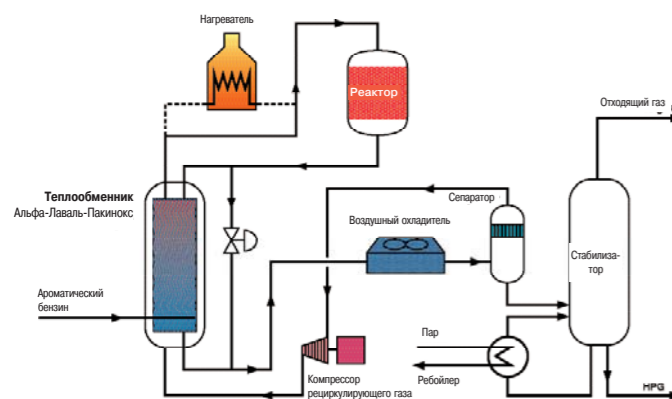 Нагреватель
Реактор
Отходящий газ
Теплообменник
Альфа-Лаваль-Пакинокс
Сепаратор
Воздушный охладитель
Стабилиза-
тор
Ароматический
бензин
Пар
Ребойлер
Компрессор
рециркулирующего газа
HPG